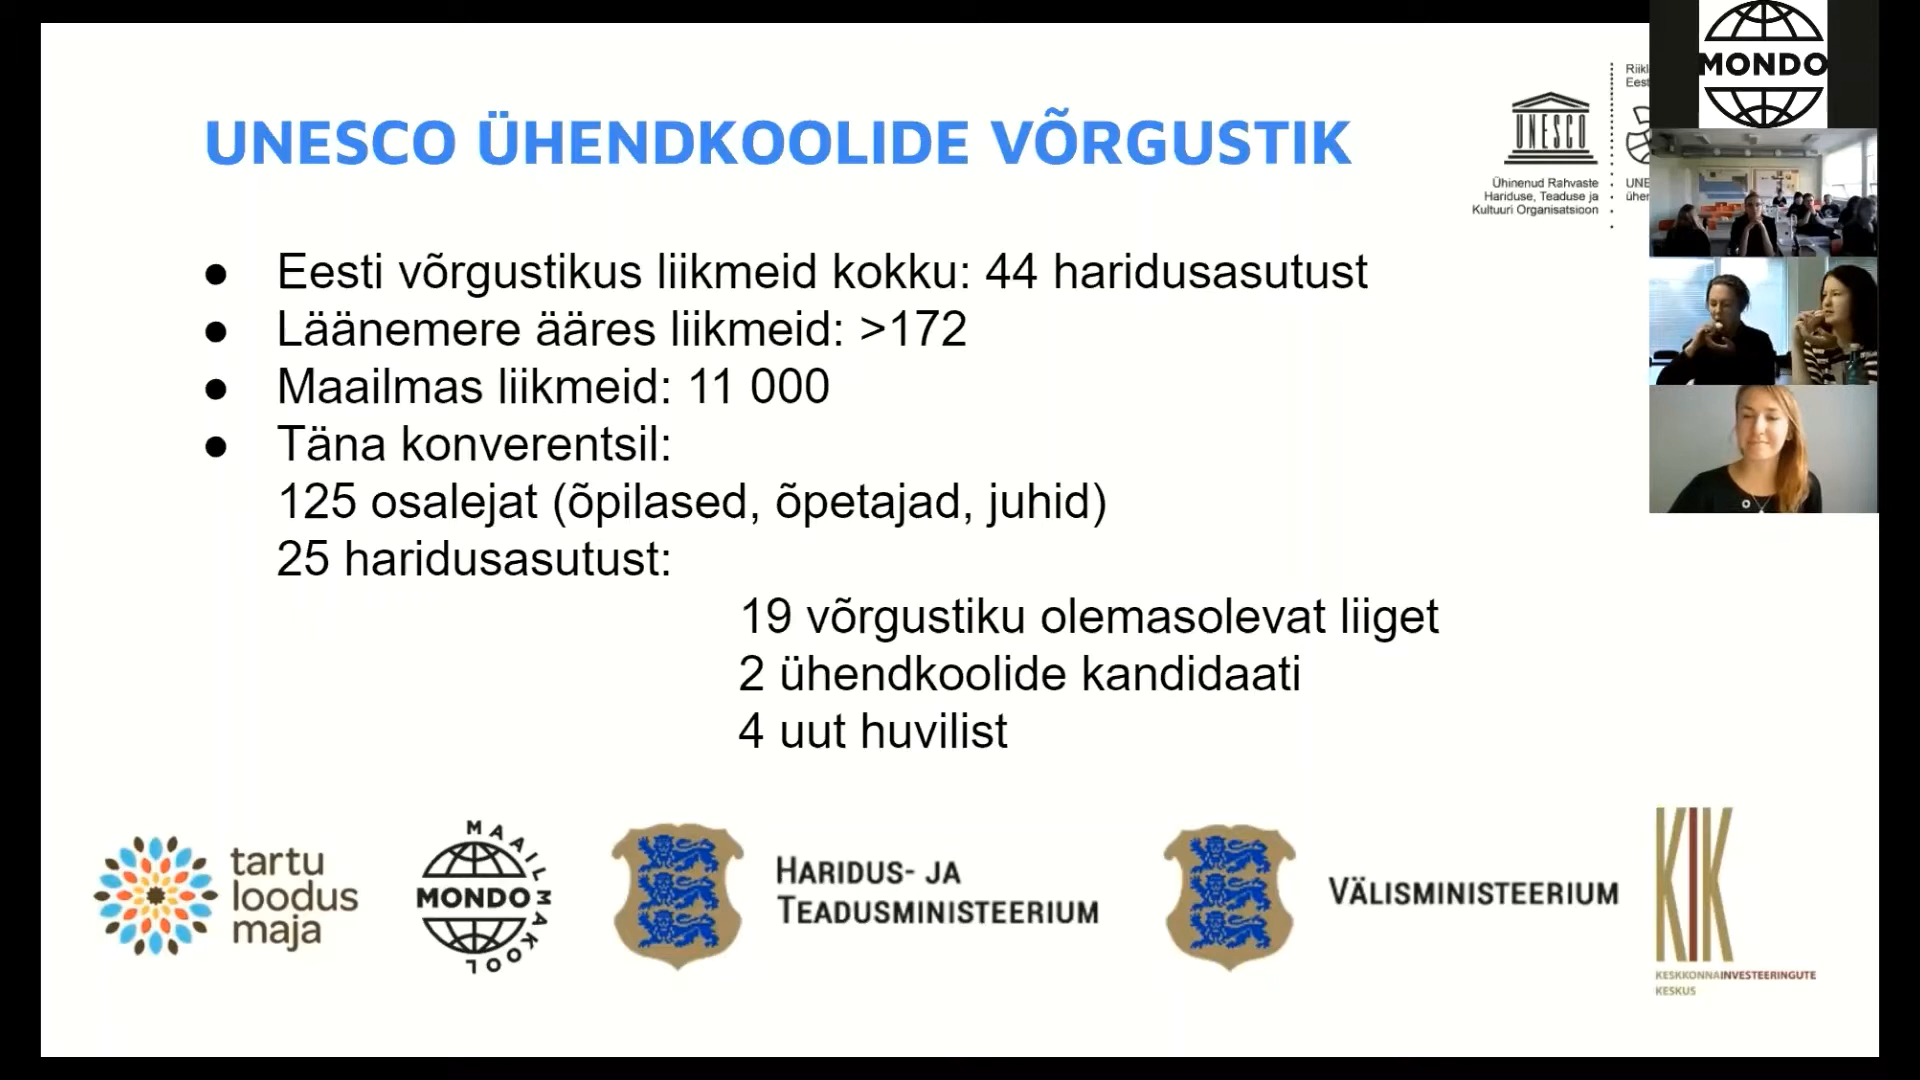 UNESCO ÜHENDKOOLIDE VÕRGUSTIK
UNESCO
Ühinenud Rahvaste
Hariduse, Teaduse ja
Kultuuri Organisatsioon
MONDO
● Eesti võrgustikus liikmeid kokku: 44 haridusasutust
● Läänemere ääres liikmeid: >172
● Maailmas liikmeid: 11 000
● Täna konverentsil:
125 osalejat (õpilased, õpetajad, juhid)
25 haridusasutust:
19 võrgustiku olemasolevat liiget
2 ühendkoolide kandidaati
4 uut huvilist
tartu
loodus
maja
MONDO
MAAILMAKOOL
HARIDUS- JA
TEADUSMINISTEERIUM
VÄLISMINISTEERIUM
KIK
KESKKONNAINVESTEERINGUTE
KESKUS